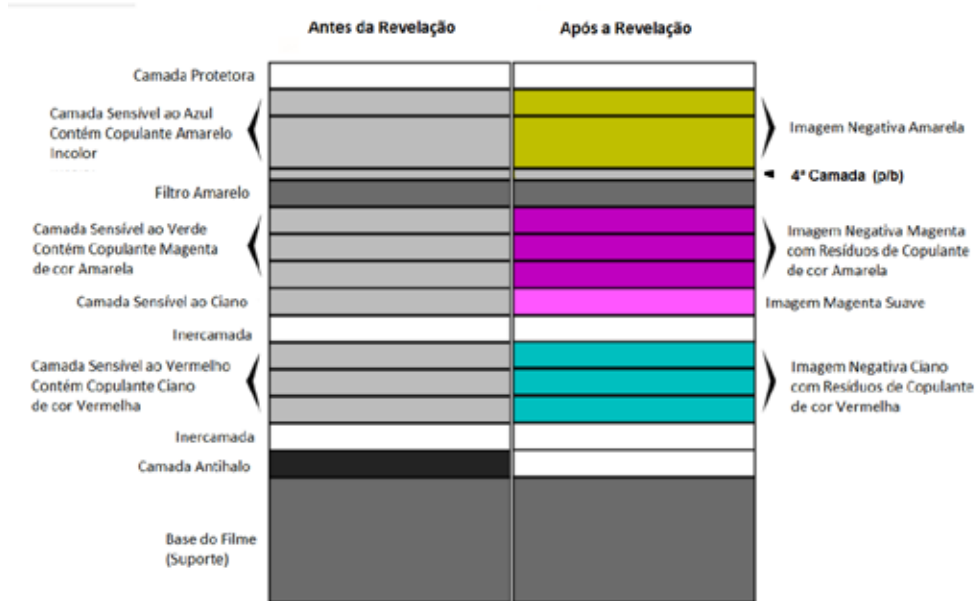 Antes da Revelação
Após a Revelação
Camada Protetora
Camada Sensível ao Azul
Contém Copulante Amarelo
Incolor
Imagem Negativa Amarela
4ª Camada (p/b)
Filtro Amarelo
Camada Sensível ao Verde
Contém Copulante Magenta
de cor Amarela
Imagem Negativa Magenta
com Resíduos de Copulante
de cor Amarela
Camada Sensível ao Ciano
Imagem Magenta Suave
Inercamada
Camada Sensível ao Vermelho
Contém Copulante Ciano
de cor Vermelha
Imagem Negativa Ciano
com Resíduos de Copulante
de cor Vermelha
Inercamada
Camada Antihalo
Base do Filme
(Suporte)